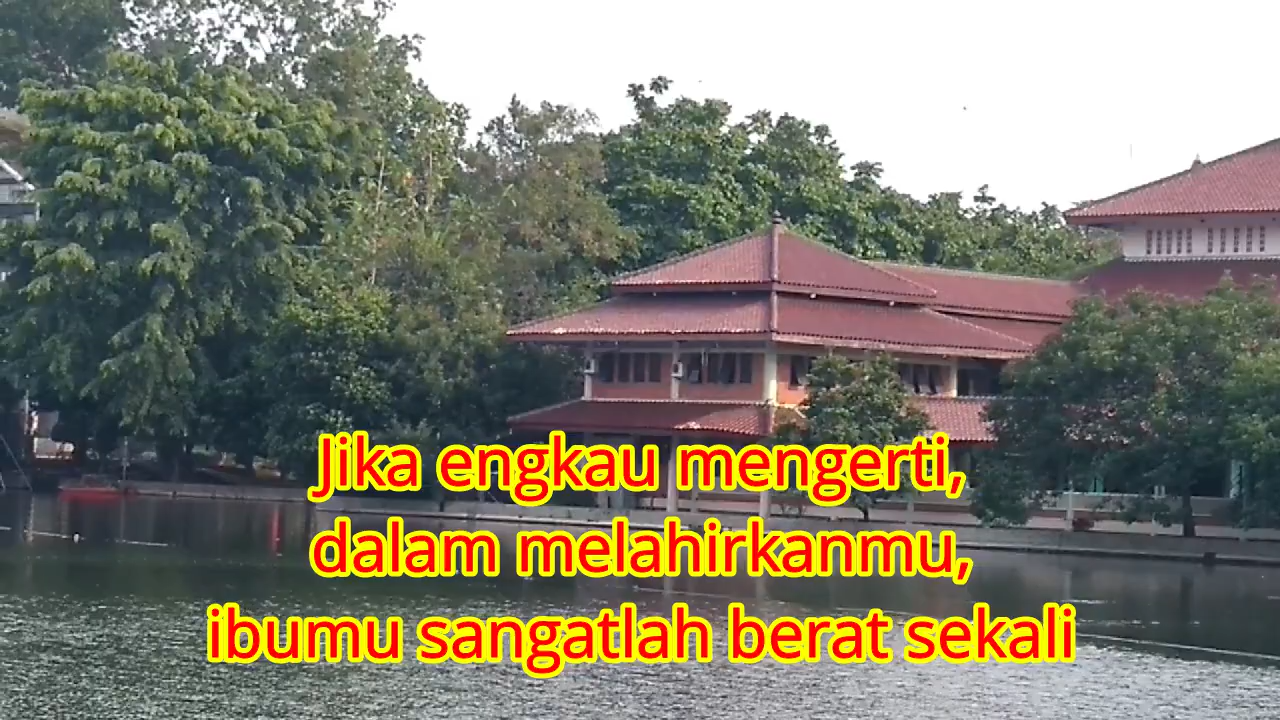 Jika engkau mengerti,
dalam melahirkanmu,
ibumu sangatlah berat sekali